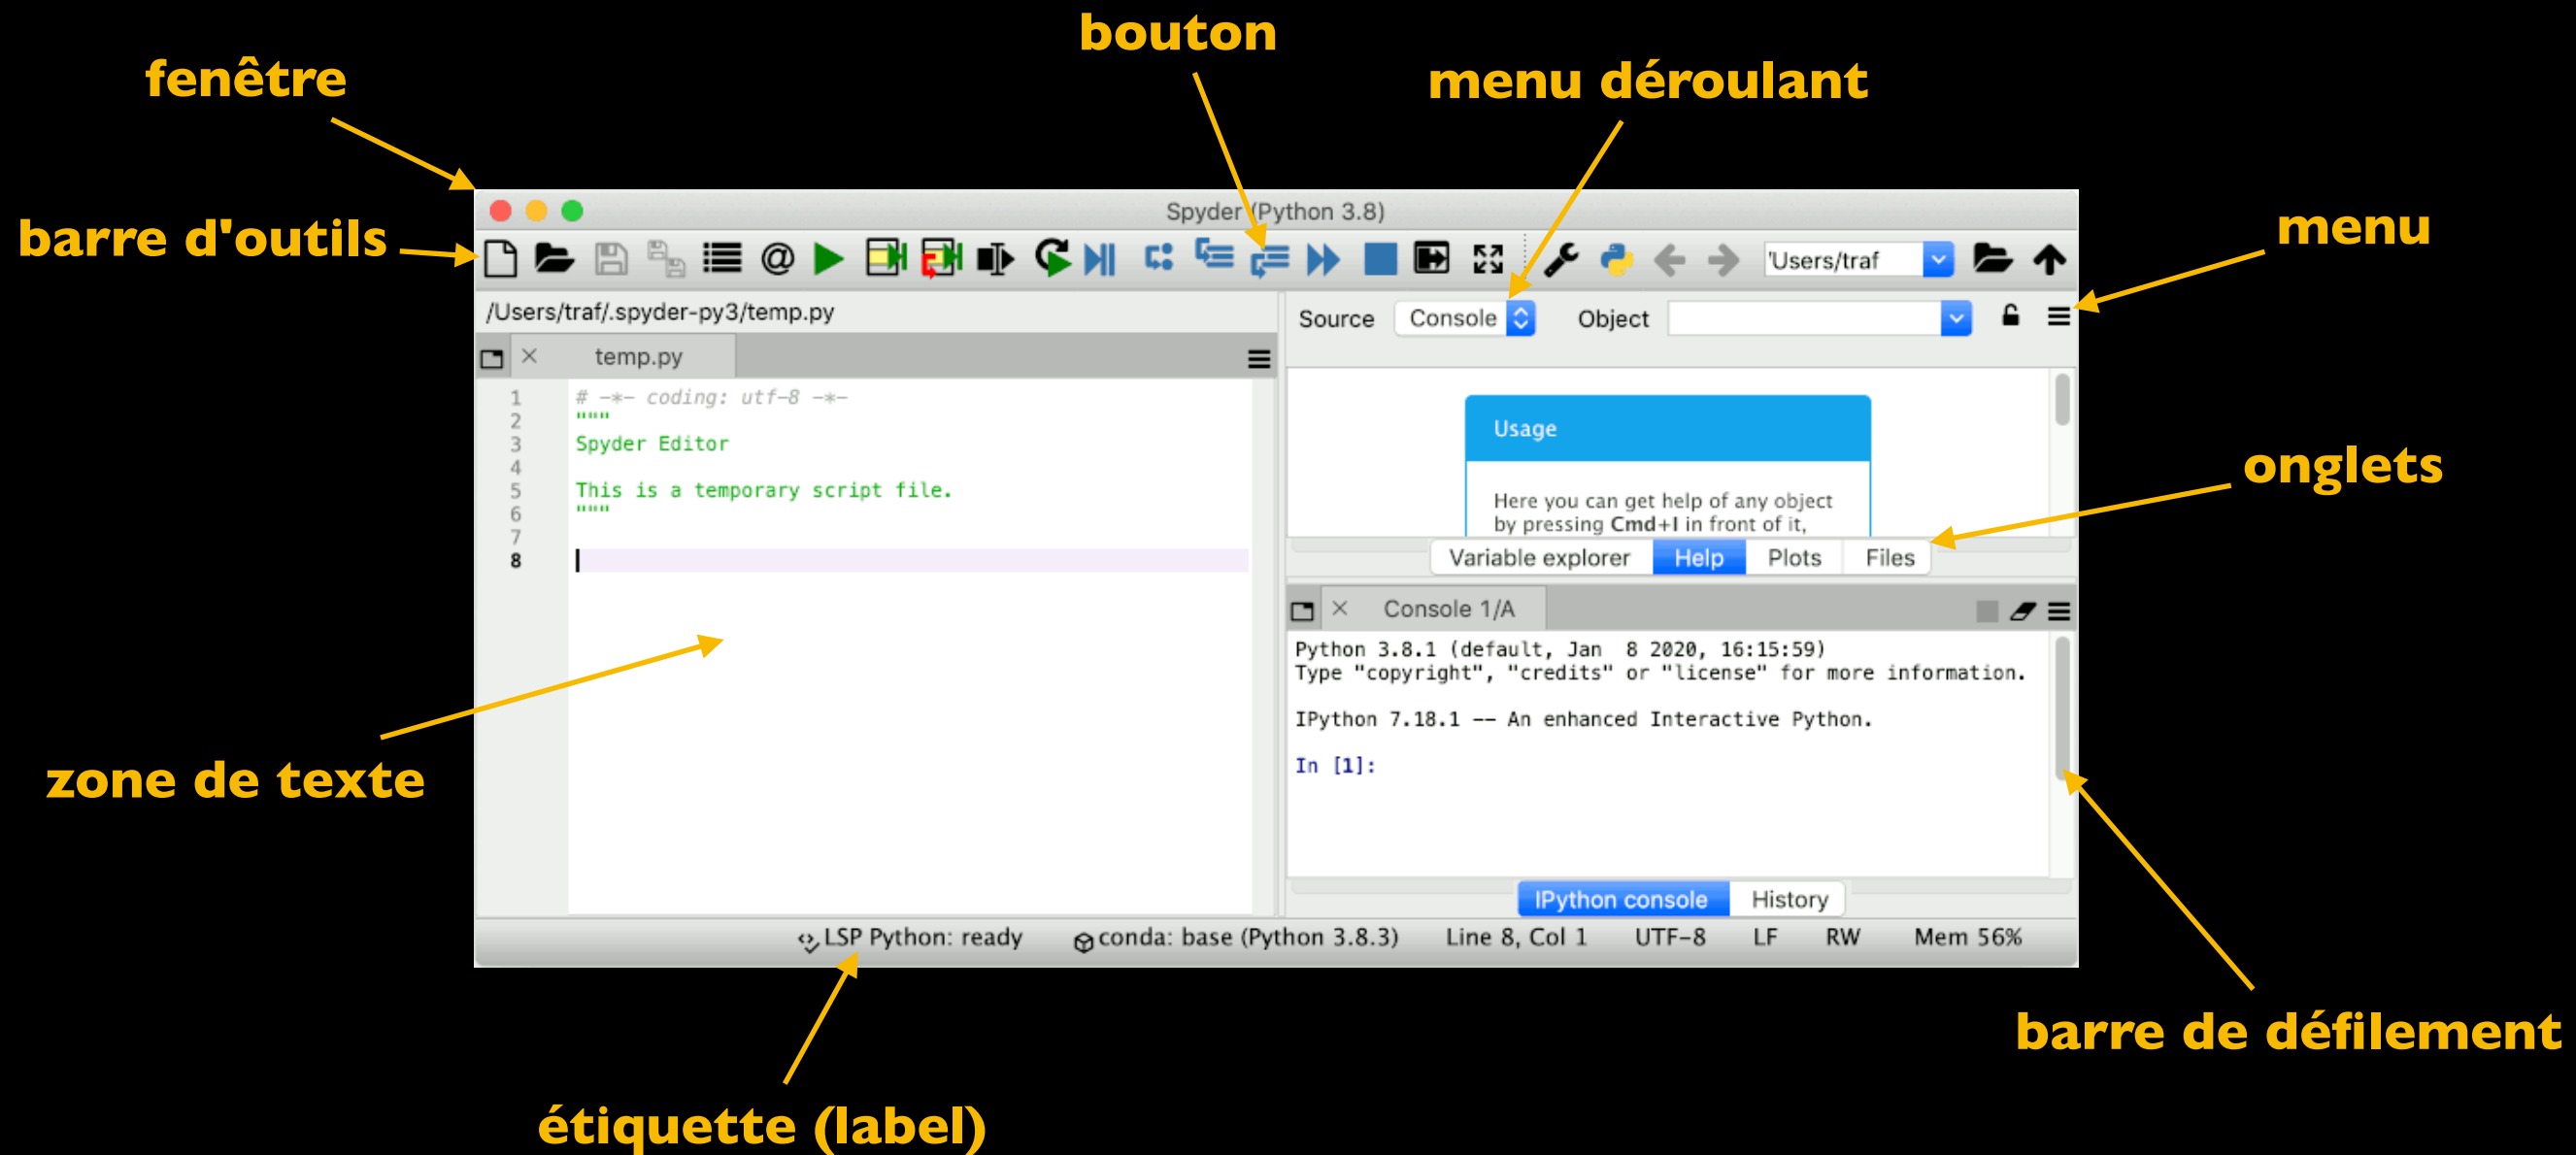 bouton
fenêtre
menu déroulant
barre d'outils
menu
Spyder (Python 3.8)
'Users/traf
/Users/traf/.spyder-py3/temp.py
Source Console Object
temp.py
1 # -*- coding: utf-8 -*-
2 """
3 Spyder Editor
4
5 This is a temporary script file.
6 """
7
8
Usage
Here you can get help of any object
by pressing Cmd+I in front of it,
onglets
Variable explorer Help Plots Files
Console 1/A
Python 3.8.1 (default, Jan  8 2020, 16:15:59)
Type "copyright", "credits" or "license" for more information.
IPython 7.18.1 -- An enhanced Interactive Python.
In [1]:
zone de texte
IPython console History
LSP Python: ready conda: base (Python 3.8.3) Line 8, Col 1 UTF-8 LF RW Mem 56%
barre de défilement
étiquette (label)